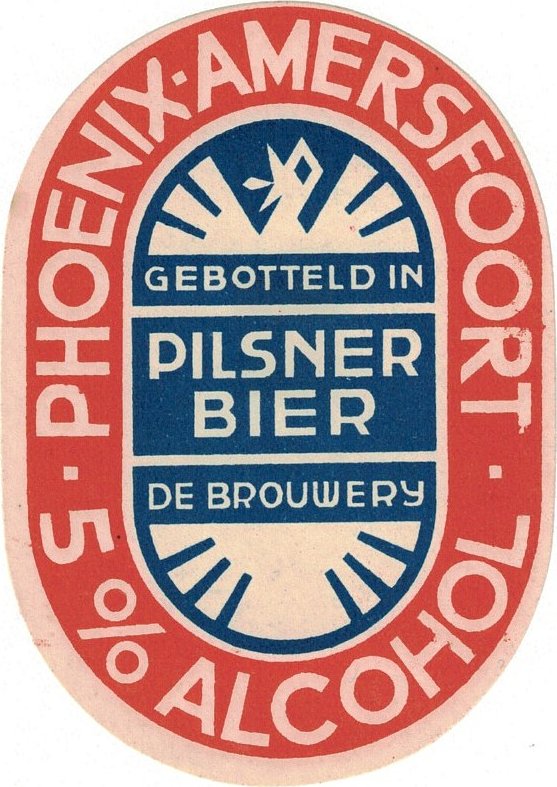 PHOENIX·AMERSFOORT
GEBOTTELD IN
PILSNER
BIER
DE BROUWERY
· 5% ALCOHOL ·